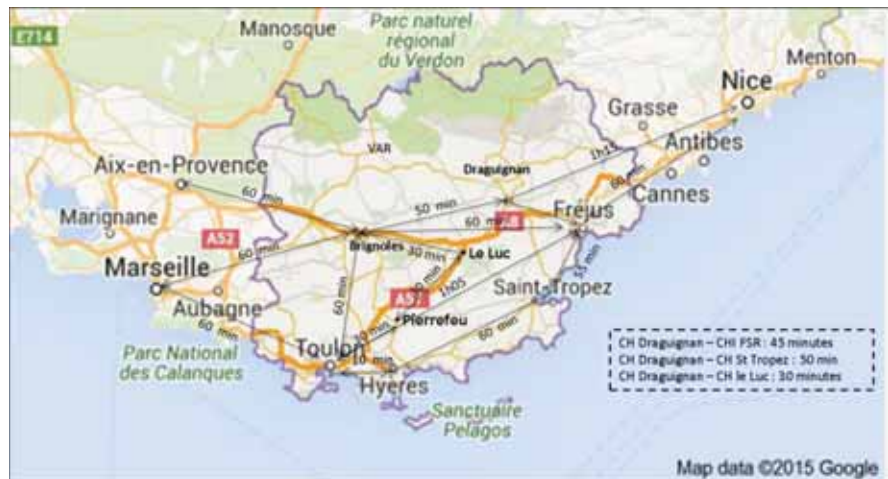 E714
Manosque
Parc naturel
régional
du Verdon
Menton
Nice
Grasse
VAR
Antibes
Aix-en-Provence
Draguignan
1h15
60 min
Cannes
60 min
50 min
Fréjus
Marignane
A52
60 min
Brignoles
30 min
Le Luc
60 min
Marseille
55 min
Saint-Tropez
1h05
Aubagne
60 min
A57
Pierrefeu
60 min
60 min
Parc National
des Calanques
Toulon
Hyères
Sanctuaire
Pelagos
CH Draguignan – CHI FSR : 45 minutes
CH Draguignan – CH St Tropez : 50 min
CH Draguignan – CH le Luc : 30 minutes
Map data ©2015 Google